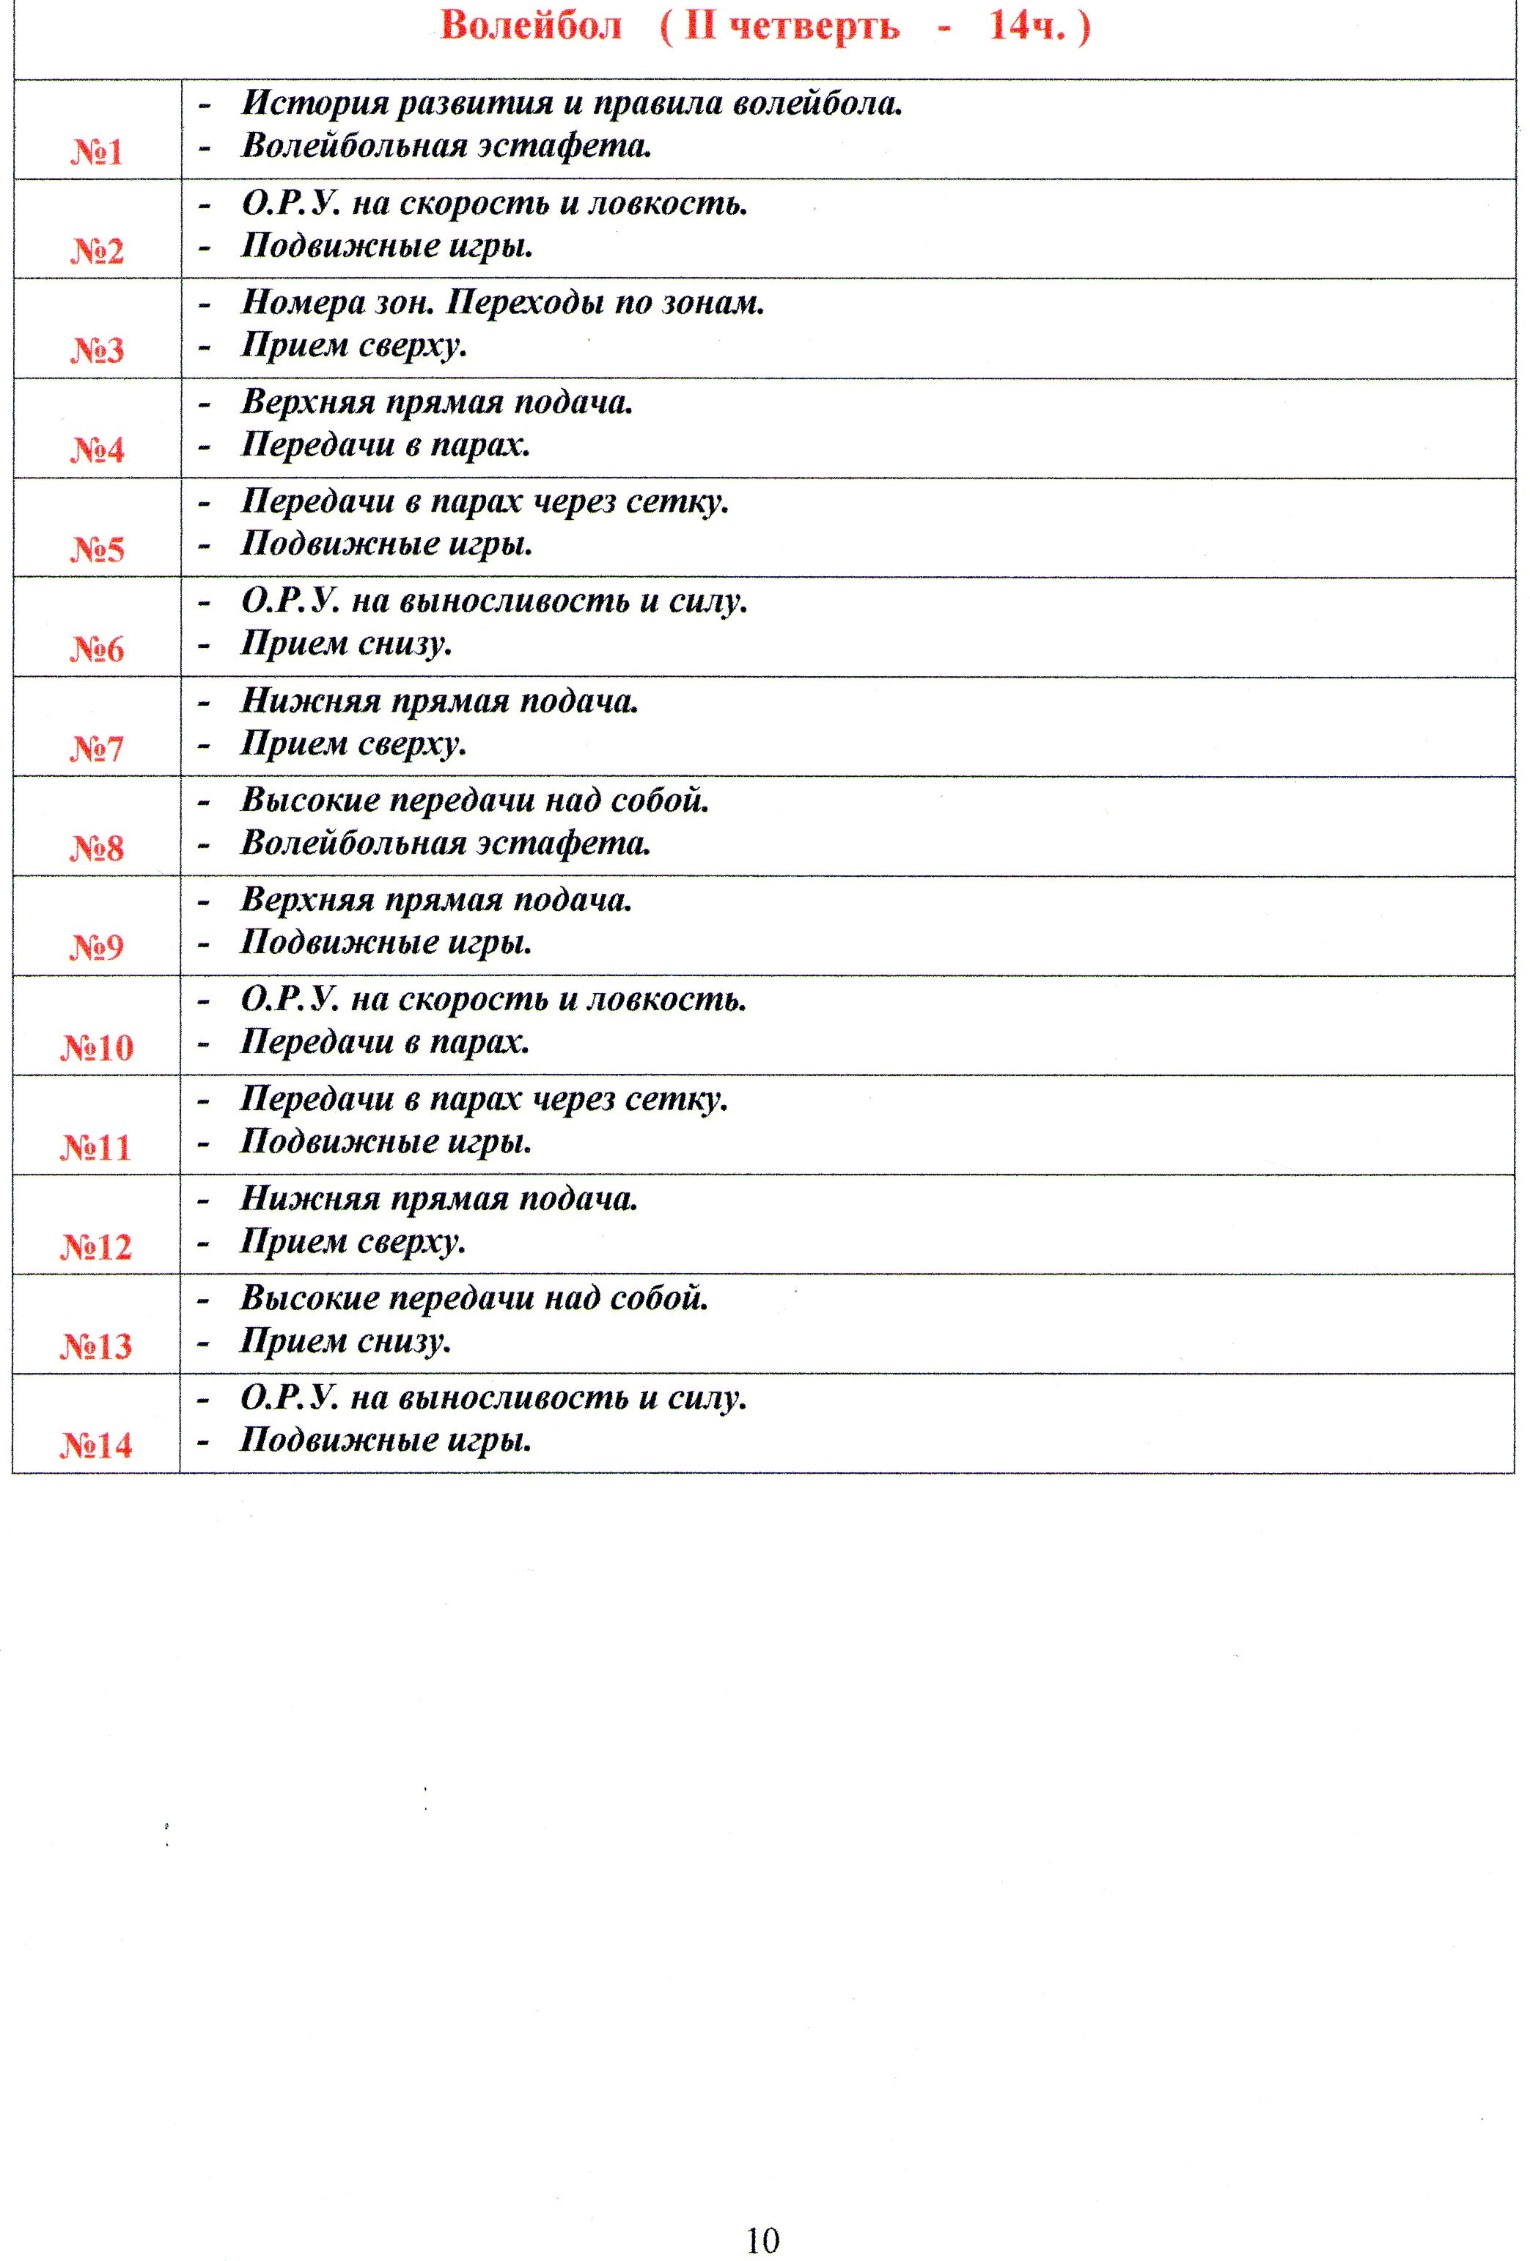 Волейбол ( II четверть - 14ч. )
- История развития и правила волейбола.
№1 - Волейбольная эстафета.
- О.Р.У. на скорость и ловкость.
№2 - Подвижные игры.
- Номера зон. Переходы по зонам.
№3 - Прием сверху.
- Верхняя прямая подача.
№4 - Передачи в парах.
- Передачи в парах через сетку.
№5 - Подвижные игры.
- О.Р.У. на выносливость и силу.
№6 - Прием снизу.
- Нижняя прямая подача.
№7 - Прием сверху.
- Высокие передачи над собой.
№8 - Волейбольная эстафета.
- Верхняя прямая подача.
№9 - Подвижные игры.
- О.Р.У. на скорость и ловкость.
№10 - Передачи в парах.
- Передачи в парах через сетку.
№11 - Подвижные игры.
- Нижняя прямая подача.
№12 - Прием сверху.
- Высокие передачи над собой.
№13 - Прием снизу.
- О.Р.У. на выносливость и силу.
№14 - Подвижные игры.
10